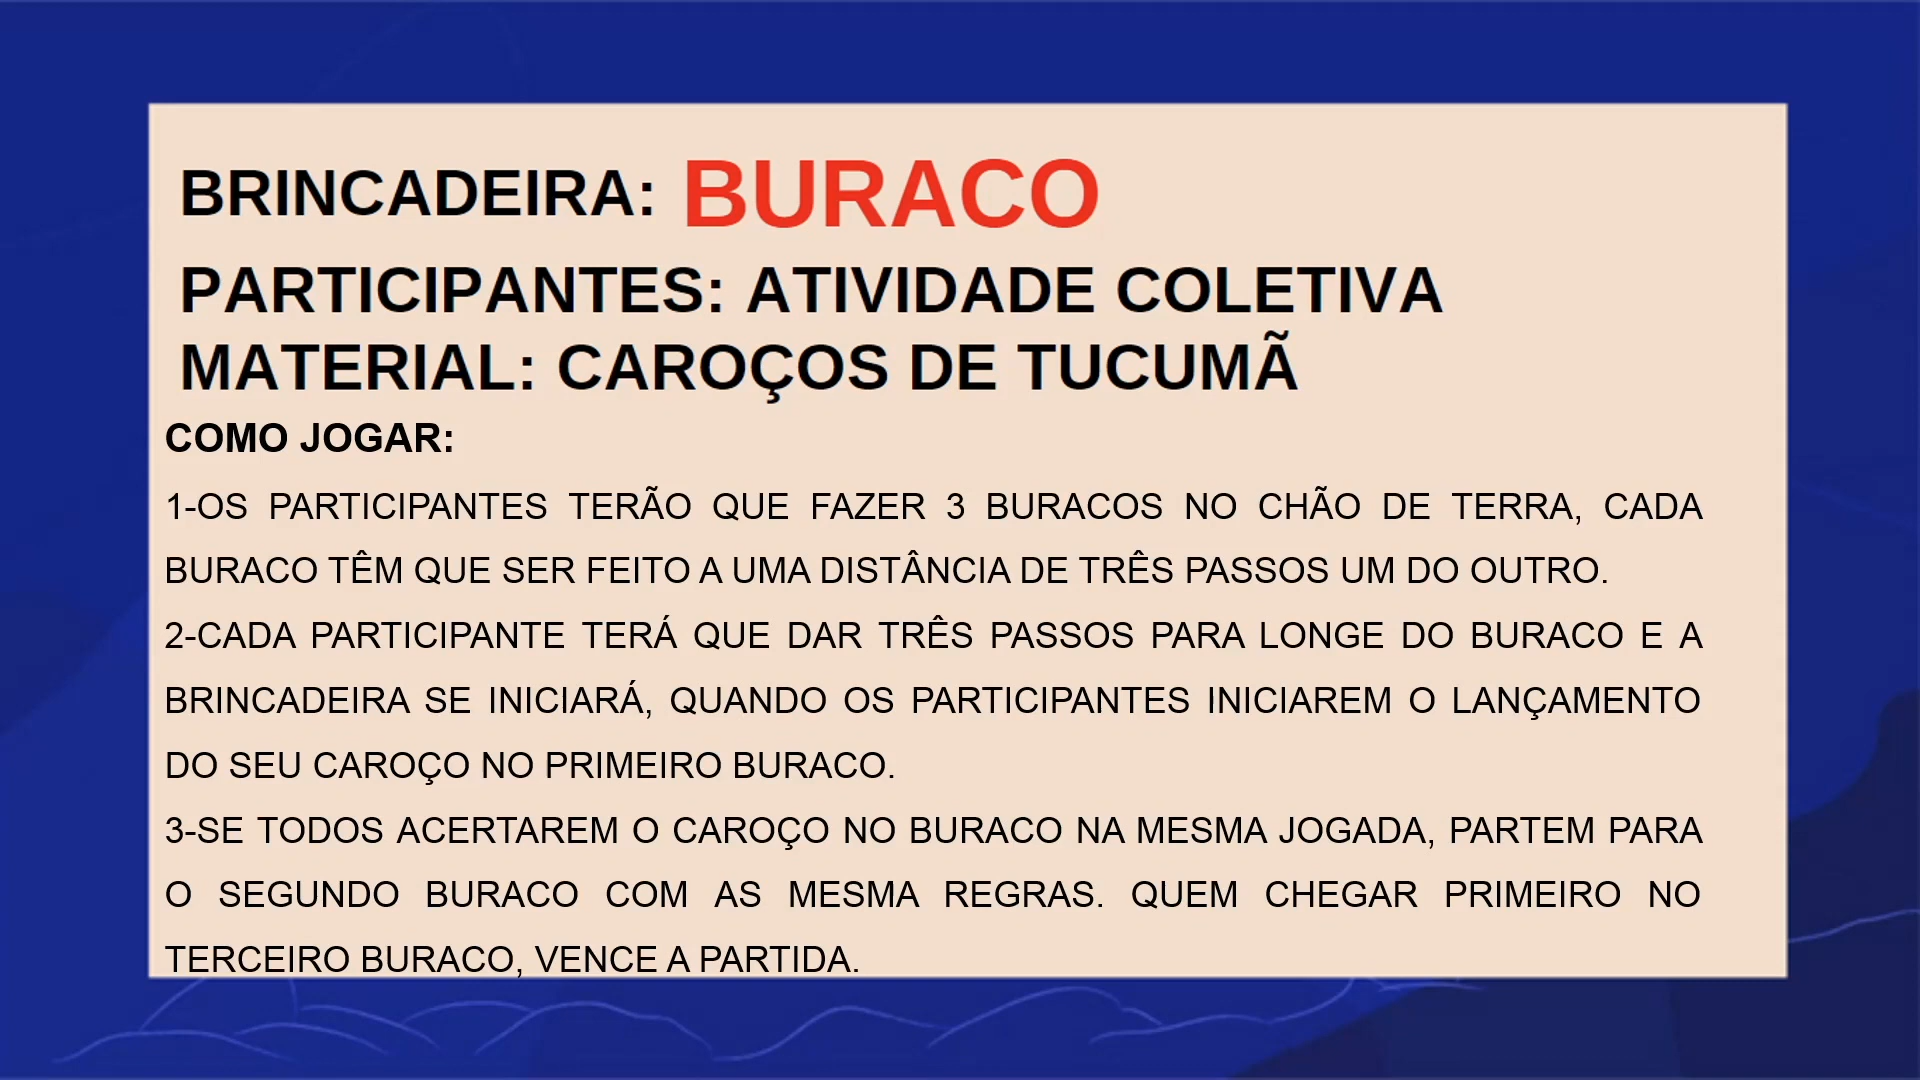 BRINCADEIRA: BURACO
PARTICIPANTES: ATIVIDADE COLETIVA
MATERIAL: CAROÇOS DE TUCUMÃ
COMO JOGAR:
1-OS PARTICIPANTES TERÃO QUE FAZER 3 BURACOS NO CHÃO DE TERRA, CADA
BURACO TÊM QUE SER FEITO A UMA DISTÂNCIA DE TRÊS PASSOS UM DO OUTRO.
2-CADA PARTICIPANTE TERÁ QUE DAR TRÊS PASSOS PARA LONGE DO BURACO E A
BRINCADEIRA SE INICIARÁ, QUANDO OS PARTICIPANTES INICIAREM O LANÇAMENTO
DO SEU CAROÇO NO PRIMEIRO BURACO.
3-SE TODOS ACERTAREM O CAROÇO NO BURACO NA MESMA JOGADA, PARTEM PARA
O SEGUNDO BURACO COM AS MESMA REGRAS. QUEM CHEGAR PRIMEIRO NO
TERCEIRO BURACO, VENCE A PARTIDA.